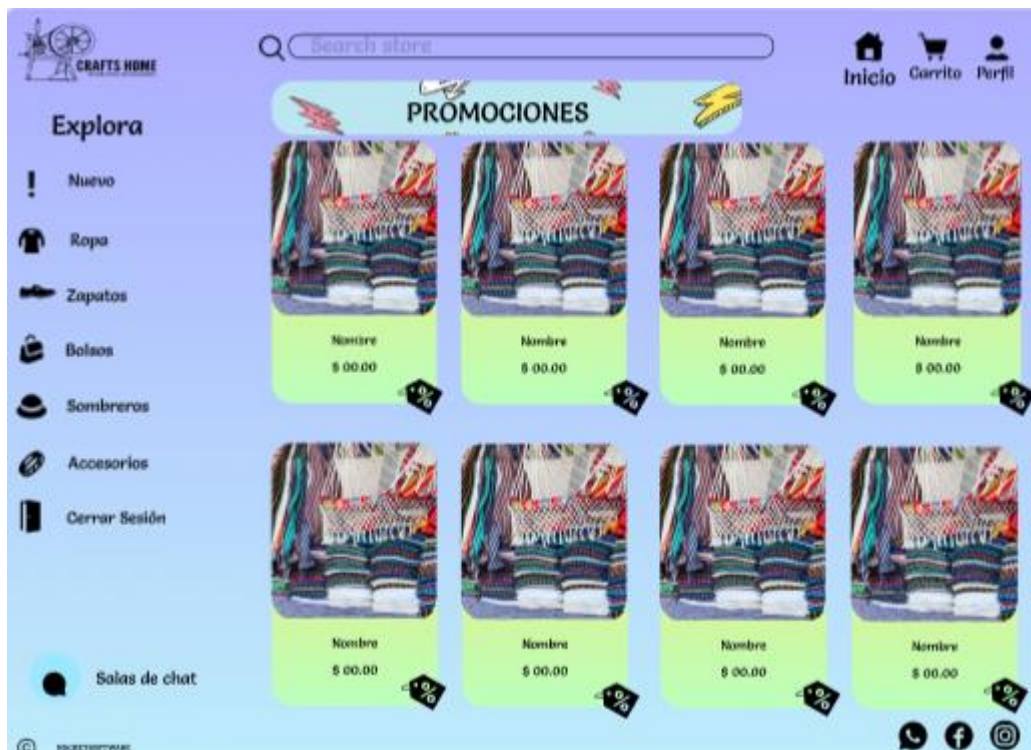 CRAFTS HOME
Search store
Inicio
Carrito
Perfil
PROMOCIONES
Explora
Nuevo
Ropa
Zapatos
Bolsos
Sombreros
Accesorios
Cerrar Sesión
Salas de chat
Nombre
$ 00.00
Nombre
$ 00.00
Nombre
$ 00.00
Nombre
$ 00.00
Nombre
$ 00.00
Nombre
$ 00.00
Nombre
$ 00.00
Nombre
$ 00.00
©